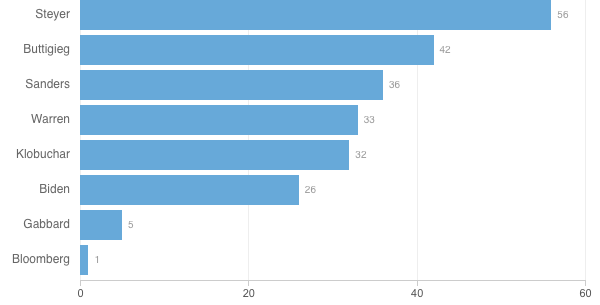 Steyer 56
Buttigieg 42
Sanders 36
Warren 33
Klobuchar 32
Biden 26
Gabbard 5
Bloomberg 1
0 20 40 60